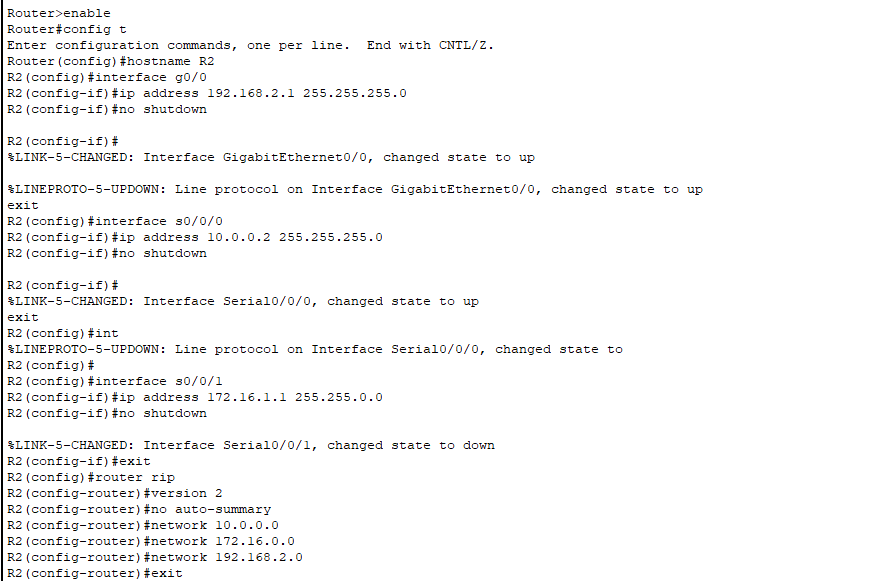 Router>enable
Router#config t
Enter configuration commands, one per line.  End with CNTL/Z.
Router(config)#hostname R2
R2(config)#interface g0/0
R2(config-if)#ip address 192.168.2.1 255.255.255.0
R2(config-if)#no shutdown
R2(config-if)#
%LINK-5-CHANGED: Interface GigabitEthernet0/0, changed state to up
%LINEPROTO-5-UPDOWN: Line protocol on Interface GigabitEthernet0/0, changed state to up
exit
R2(config)#interface s0/0/0
R2(config-if)#ip address 10.0.0.2 255.255.255.0
R2(config-if)#no shutdown
R2(config-if)#
%LINK-5-CHANGED: Interface Serial0/0/0, changed state to up
exit
R2(config)#int
%LINEPROTO-5-UPDOWN: Line protocol on Interface Serial0/0/0, changed state to
R2(config)#
R2(config)#interface s0/0/1
R2(config-if)#ip address 172.16.1.1 255.255.0.0
R2(config-if)#no shutdown
%LINK-5-CHANGED: Interface Serial0/0/1, changed state to down
R2(config-if)#exit
R2(config)#router rip
R2(config-router)#version 2
R2(config-router)#no auto-summary
R2(config-router)#network 10.0.0.0
R2(config-router)#network 172.16.0.0
R2(config-router)#network 192.168.2.0
R2(config-router)#exit